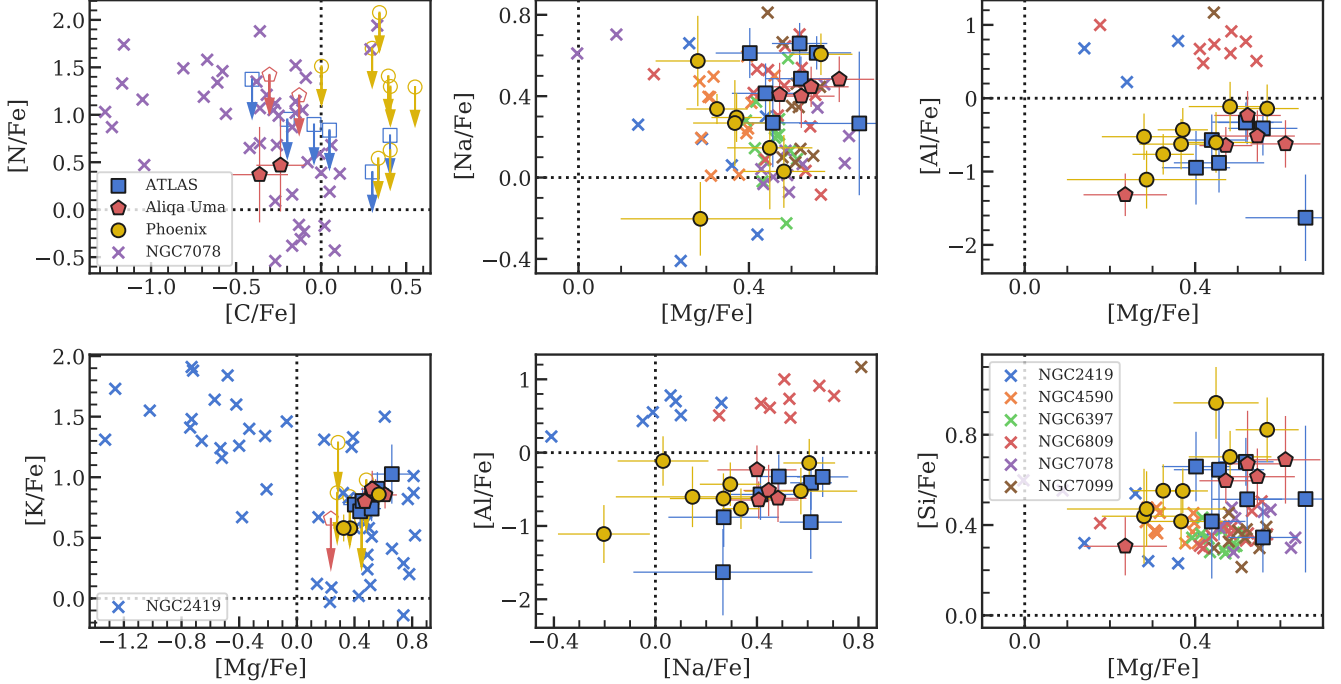 2.0
1.5
1.0
0.5
0.0
−0.5
[N/Fe]
ATLAS
Aliqa Uma
Phoenix
NGC7078
−1.0 −0.5 0.0 0.5
[C/Fe]
0.8
0.4
0.0
−0.4
[Na/Fe]
0.0 0.4
[Mg/Fe]
1
0
−1
−2
[Al/Fe]
0.0 0.4
[Mg/Fe]
2.0
1.5
1.0
0.5
0.0
[K/Fe]
NGC2419
−1.2 −0.8 −0.4 0.0 0.4 0.8
[Mg/Fe]
1
0
−1
−2
[Al/Fe]
−0.4 0.0 0.4 0.8
[Na/Fe]
0.8
0.4
0.0
[Si/Fe]
NGC2419
NGC4590
NGC6397
NGC6809
NGC7078
NGC7099
0.0 0.4
[Mg/Fe]